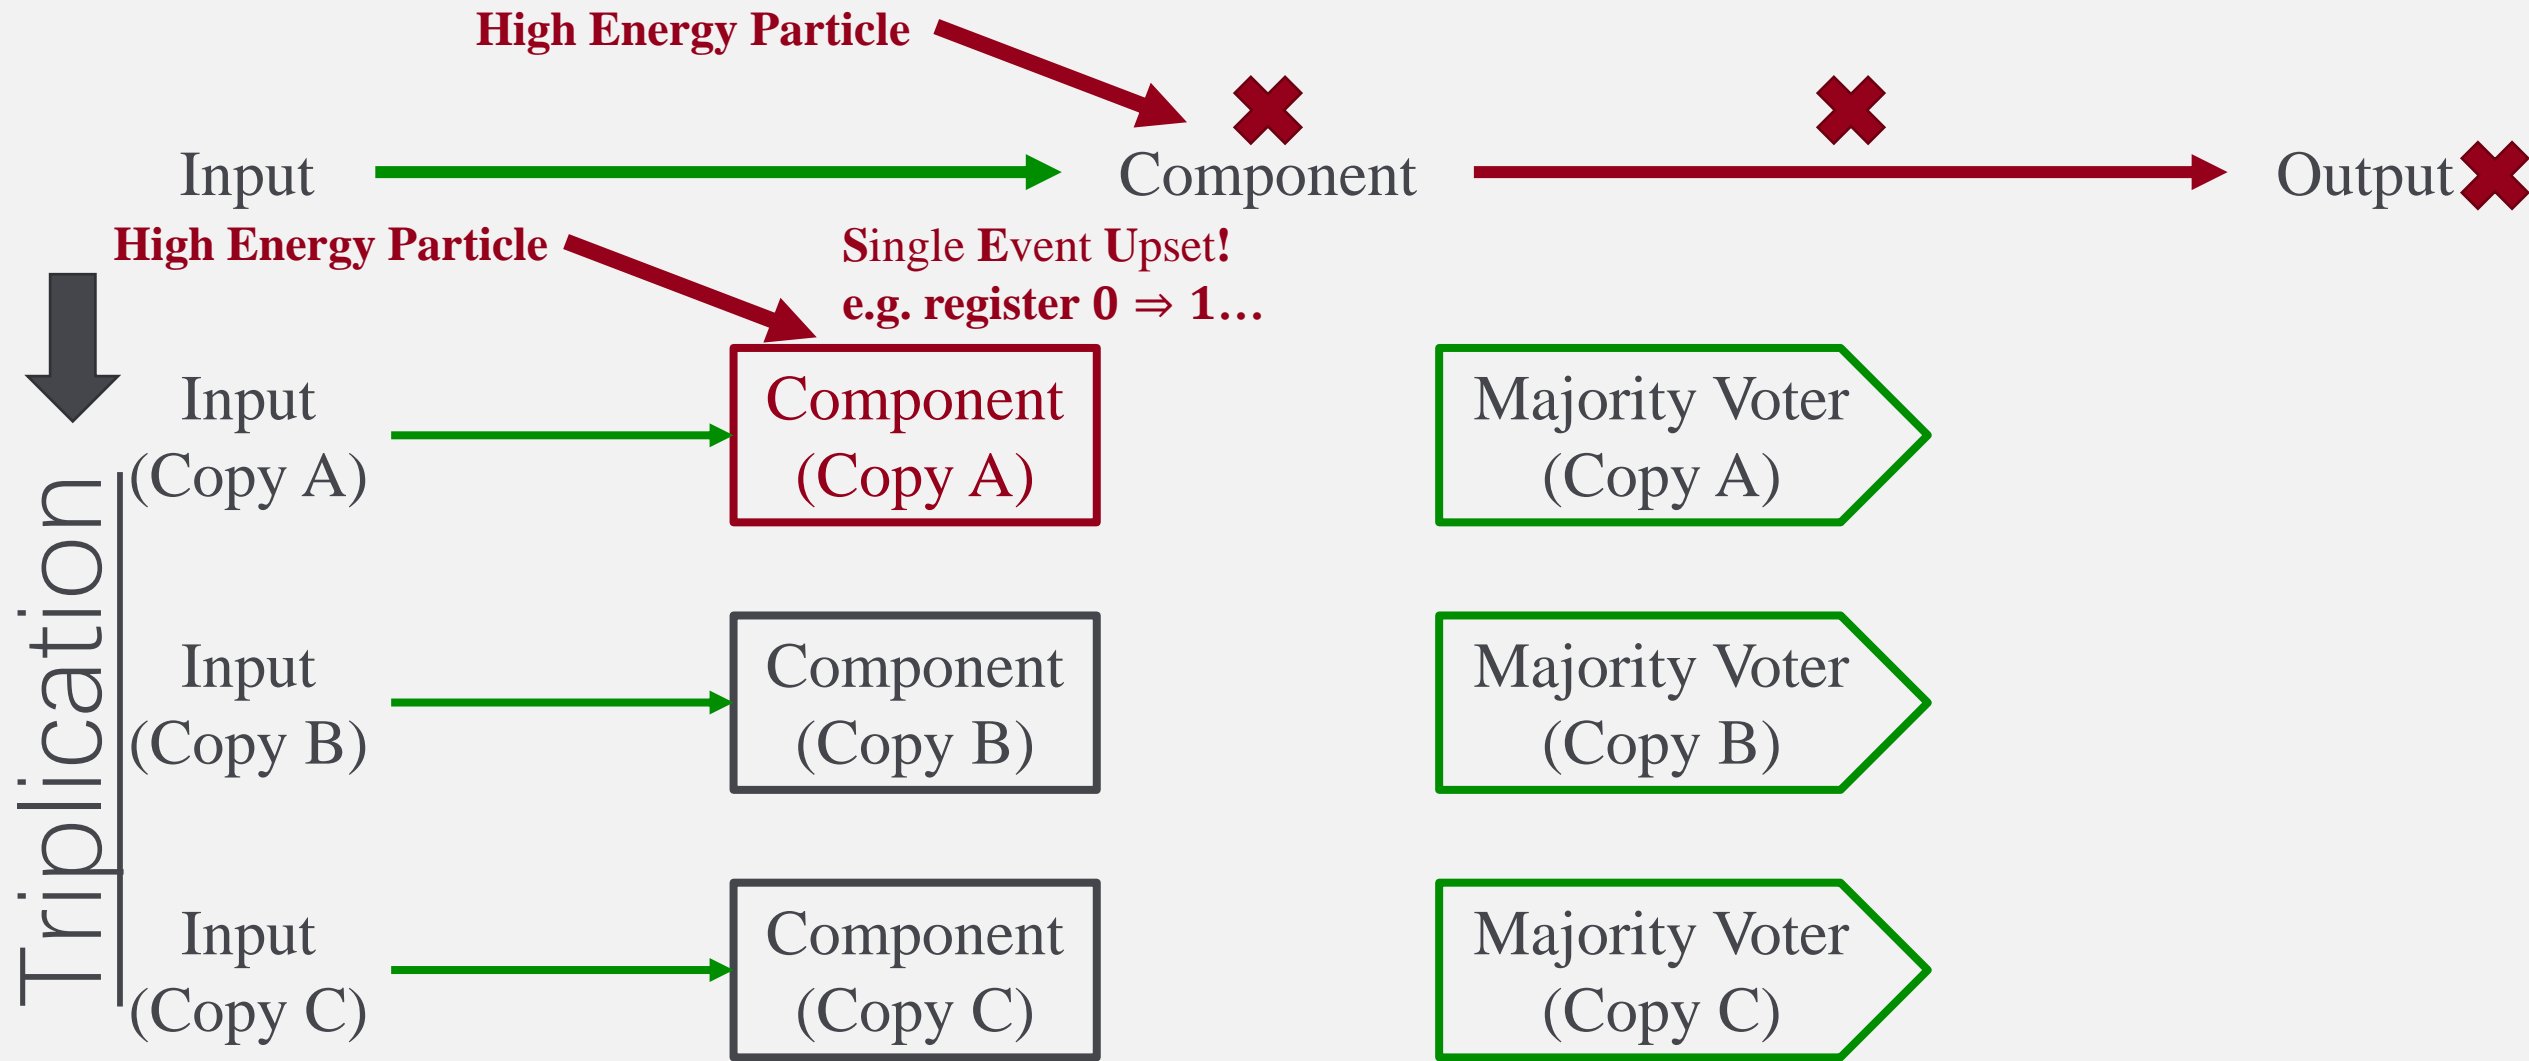 High Energy Particle
Input
Component
Output
High Energy Particle
Single Event Upset!
e.g. register 0 ⇒ 1…
Triplication
Input
(Copy A)
Component
(Copy A)
Majority Voter
(Copy A)
Input
(Copy B)
Component
(Copy B)
Majority Voter
(Copy B)
Input
(Copy C)
Component
(Copy C)
Majority Voter
(Copy C)